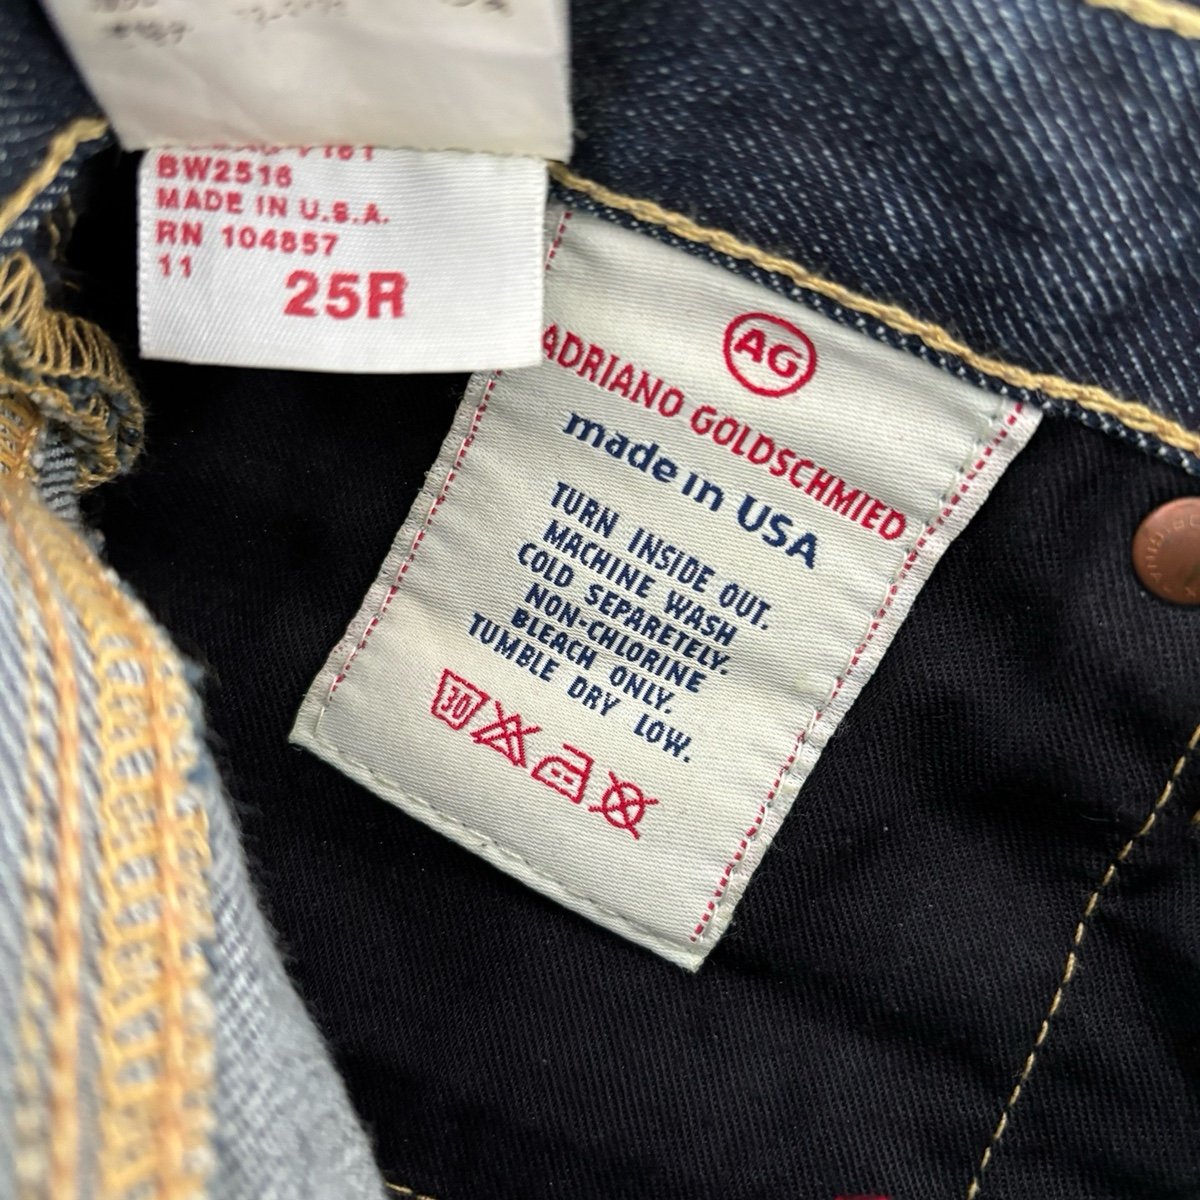 BW2516
MADE IN U.S.A.
RN 104857
11
25R
AG
ADRIANO GOLDSCHMIED
made in USA
TURN INSIDE OUT.
MACHINE WASH
COLD SEPARETELY.
NON-CHLORINE
BLEACH ONLY.
TUMBLE DRY LOW.
30